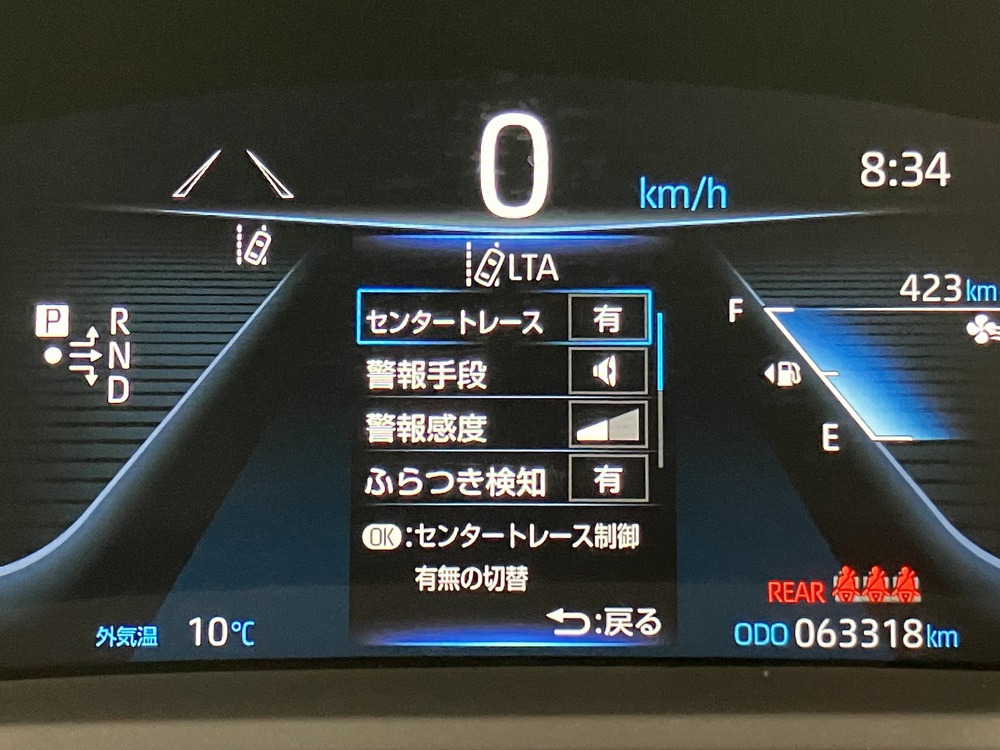 0
km/h
8:34
LTA
423km
P
R
N
D
F
E
センタートレース 有
警報手段
警報感度
ふらつき検知 有
OK:センタートレース制御
有無の切替
:戻る
REAR
外気温 10℃
ODO 063318km